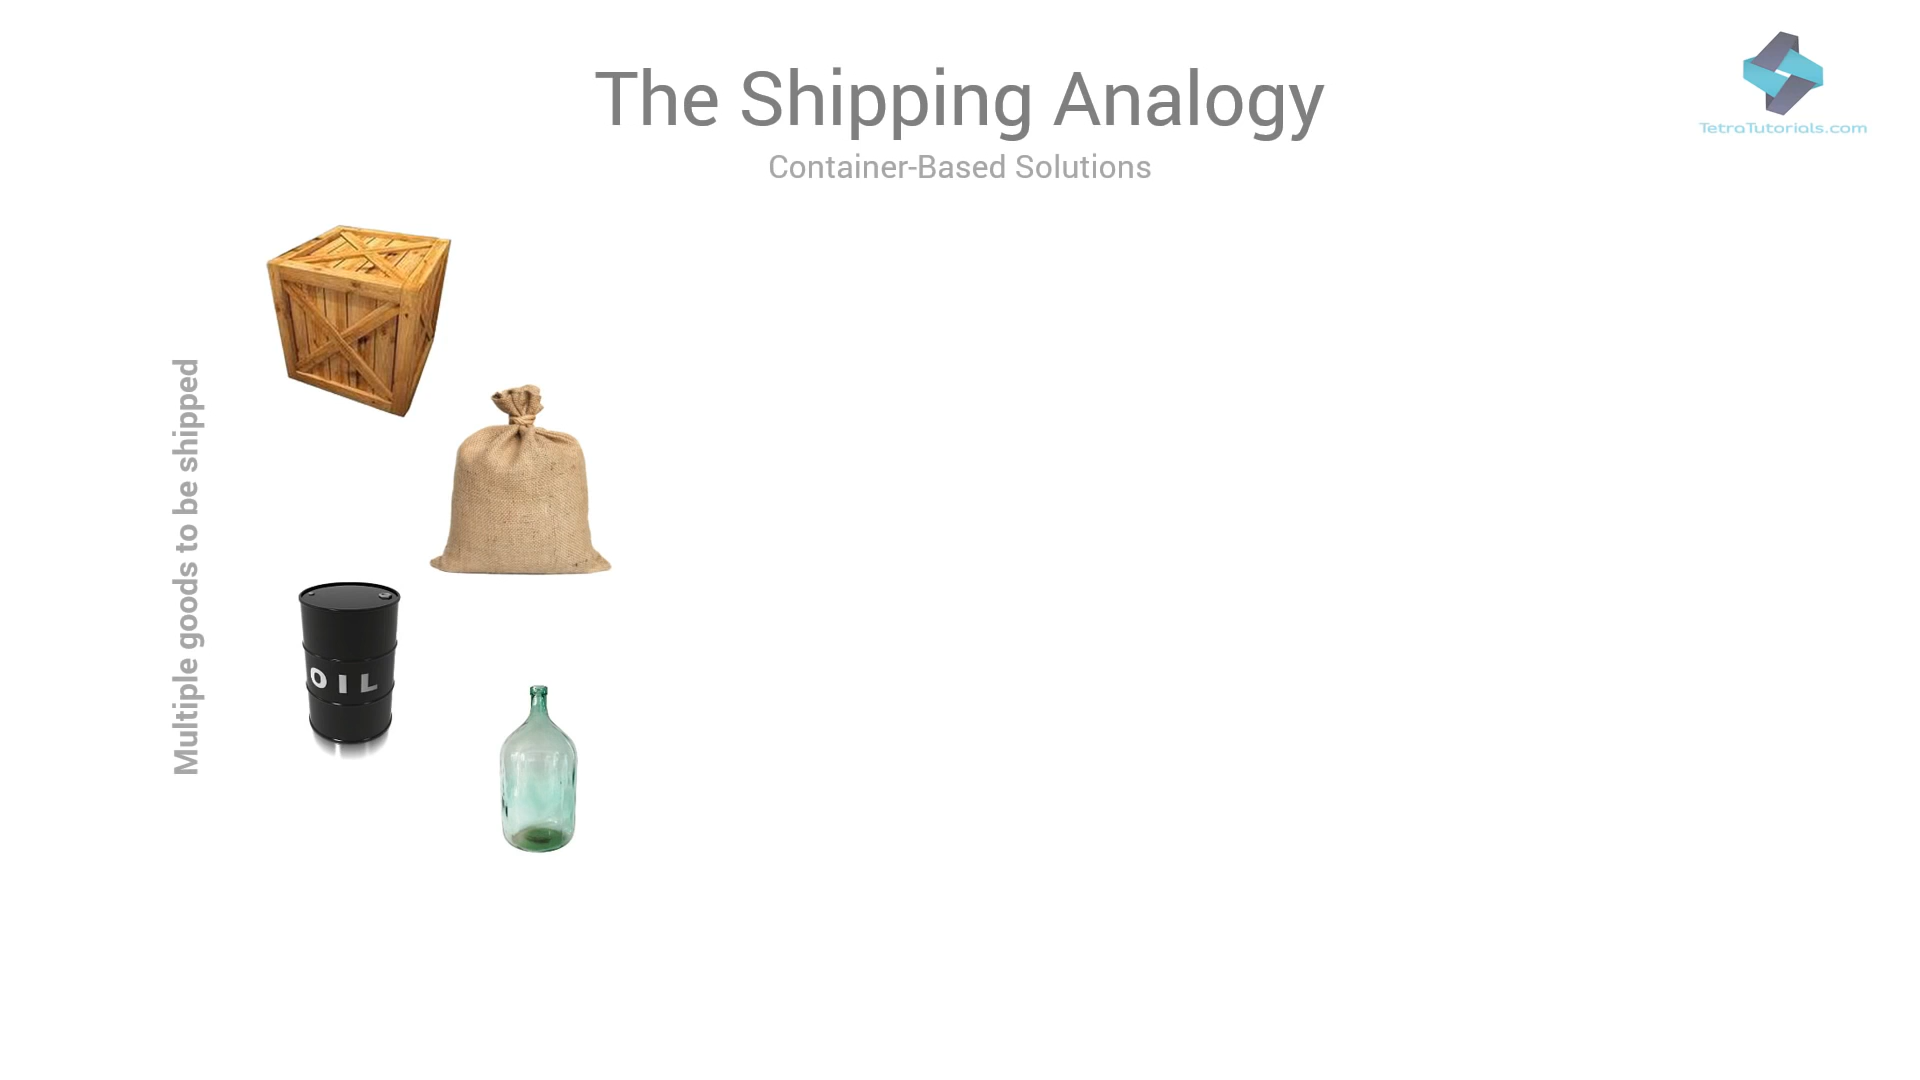 The Shipping Analogy
Container-Based Solutions
TetraTutorials.com
Multiple goods to be shipped
OIL